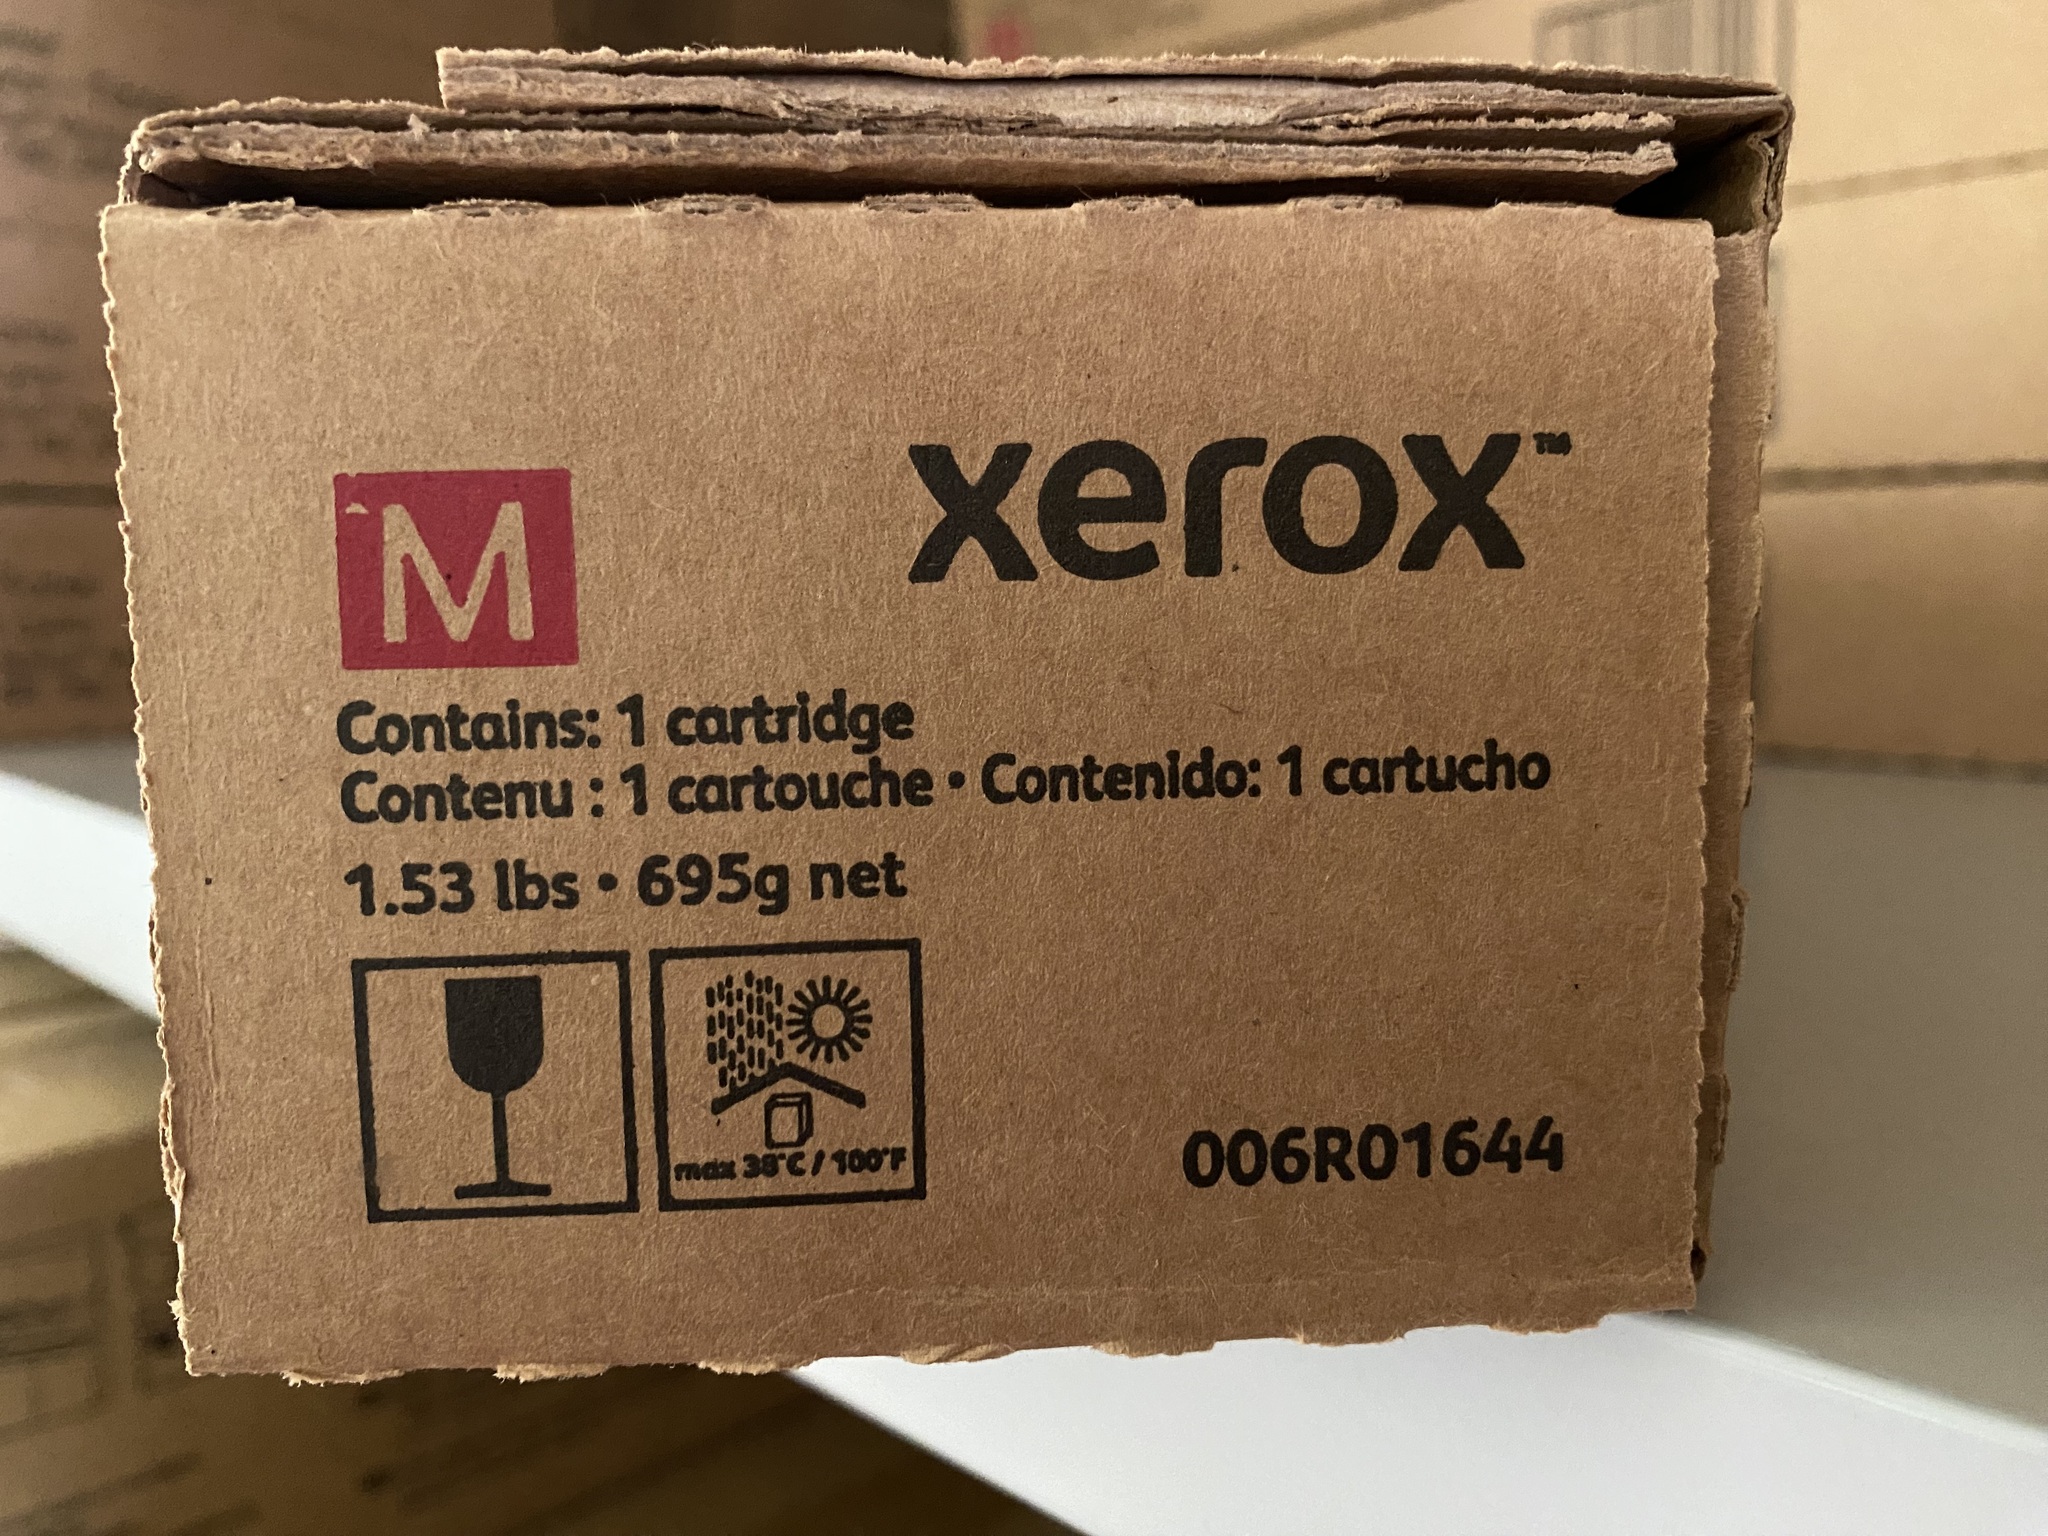 xerox™
M
Contains: 1 cartridge
Contenu : 1 cartouche • Contenido: 1 cartucho
1.53 lbs • 695g net
max 38°C / 100°F
006R01644